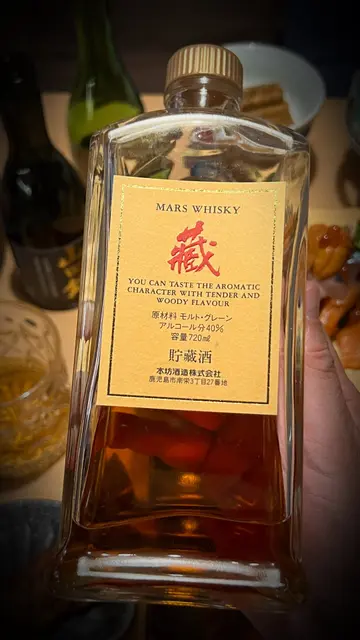 MARS WHISKY
藏
YOU CAN TASTE THE AROMATIC
CHARACTER WITH TENDER AND
WOODY FLAVOUR
原材料 モルト・グレーン
アルコール分40%
容量720㎖
貯蔵酒
本坊酒造株式会社
鹿児島市南栄3丁目27番地